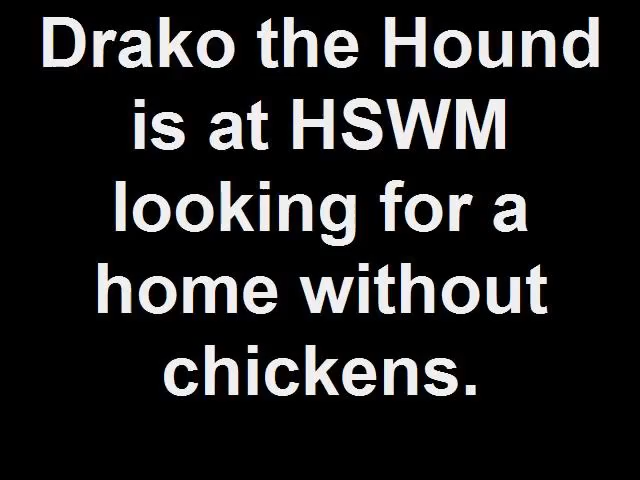 Drako the Hound
is at HSWM
looking for a
home without
chickens.